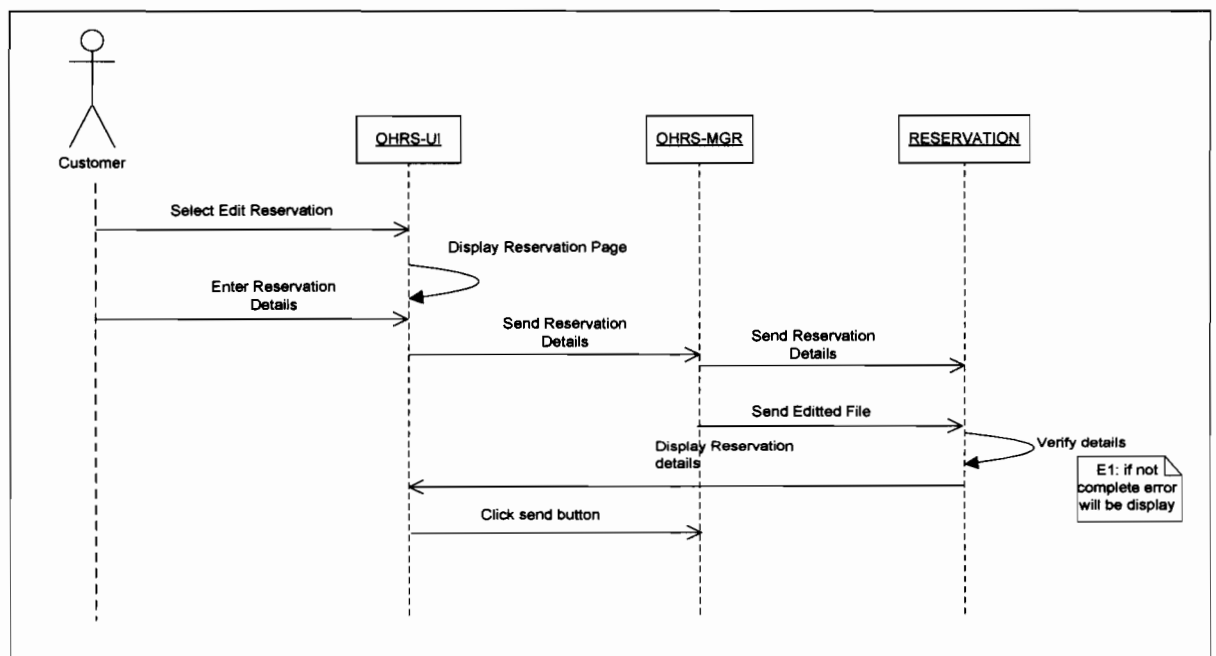 Customer
OHRS-UI
OHRS-MGR
RESERVATION
Select Edit Reservation
Display Reservation Page
Enter Reservation
Details
Send Reservation
Details
Send Reservation
Details
Send Editted File
Display Reservation
details
Verify details
E1: if not
complete error
will be display
Click send button